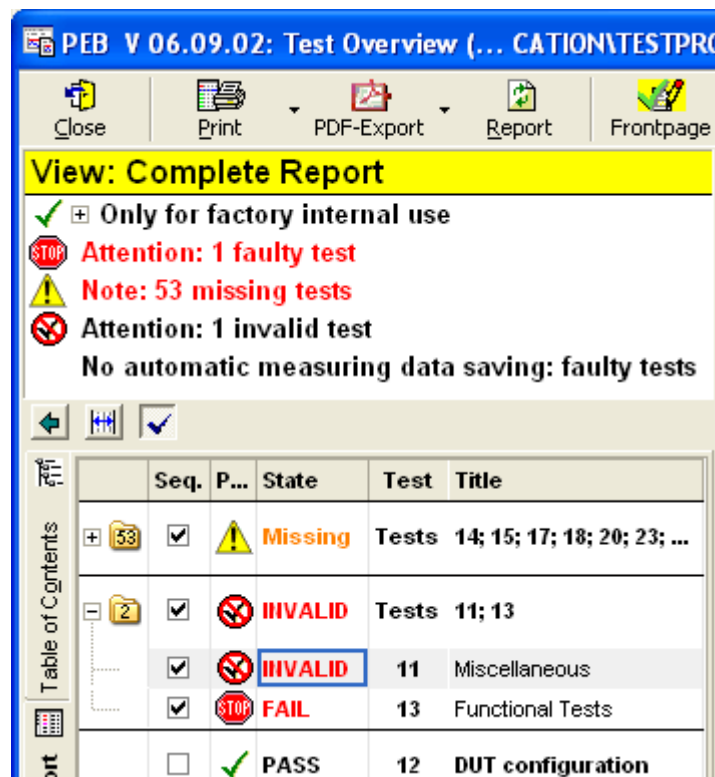 PEB V 06.09.02: Test Overview (... CATION\TESTPRO
Close Print PDF-Export Report Frontpage
View: Complete Report
Only for factory internal use
STOP Attention: 1 faulty test
Note: 53 missing tests
Attention: 1 invalid test
No automatic measuring data saving: faulty tests
Table of Contents
Seq. P... State Test Title
53 Missing Tests 14; 15; 17; 18; 20; 23; ...
2 INVALID Tests 11; 13
INVALID 11 Miscellaneous
STOP FAIL 13 Functional Tests
PASS 12 DUT configuration